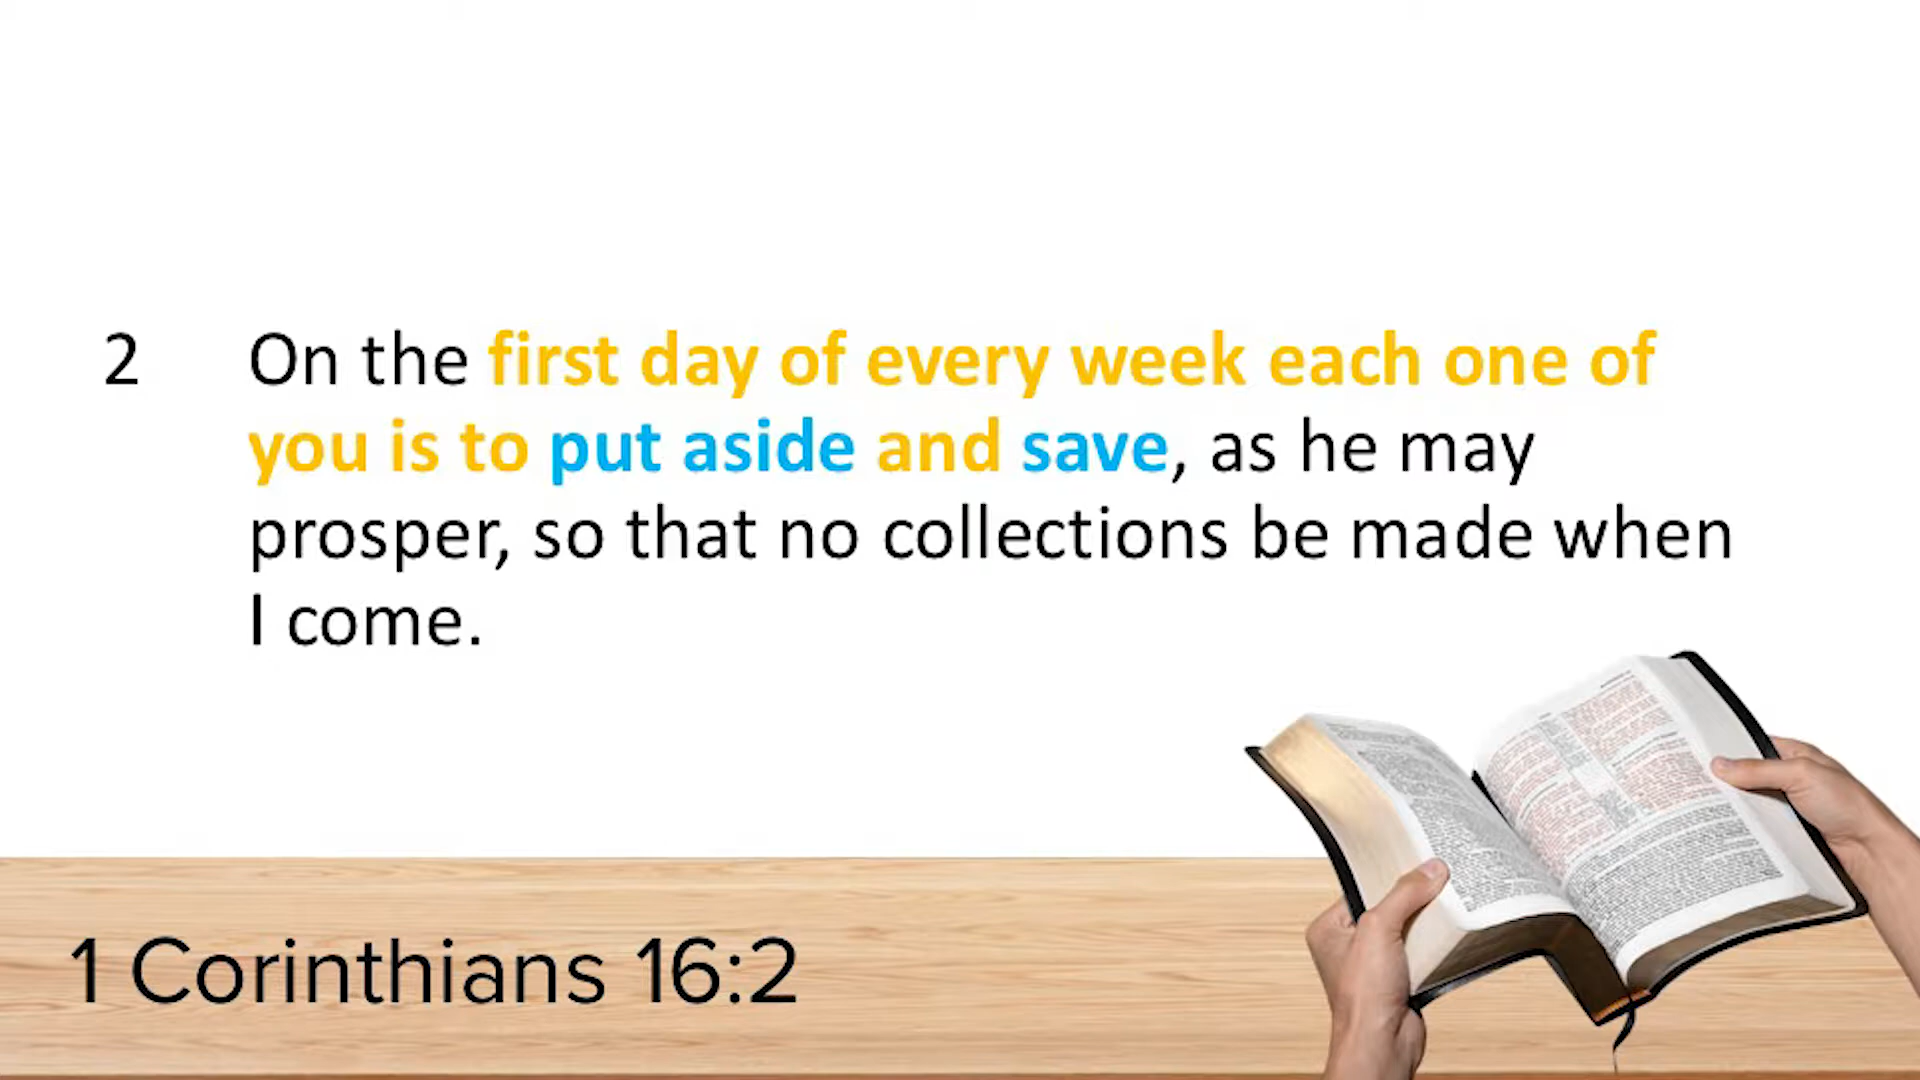 2 On the first day of every week each one of
you is to put aside and save, as he may
prosper, so that no collections be made when
I come.
1 Corinthians 16:2